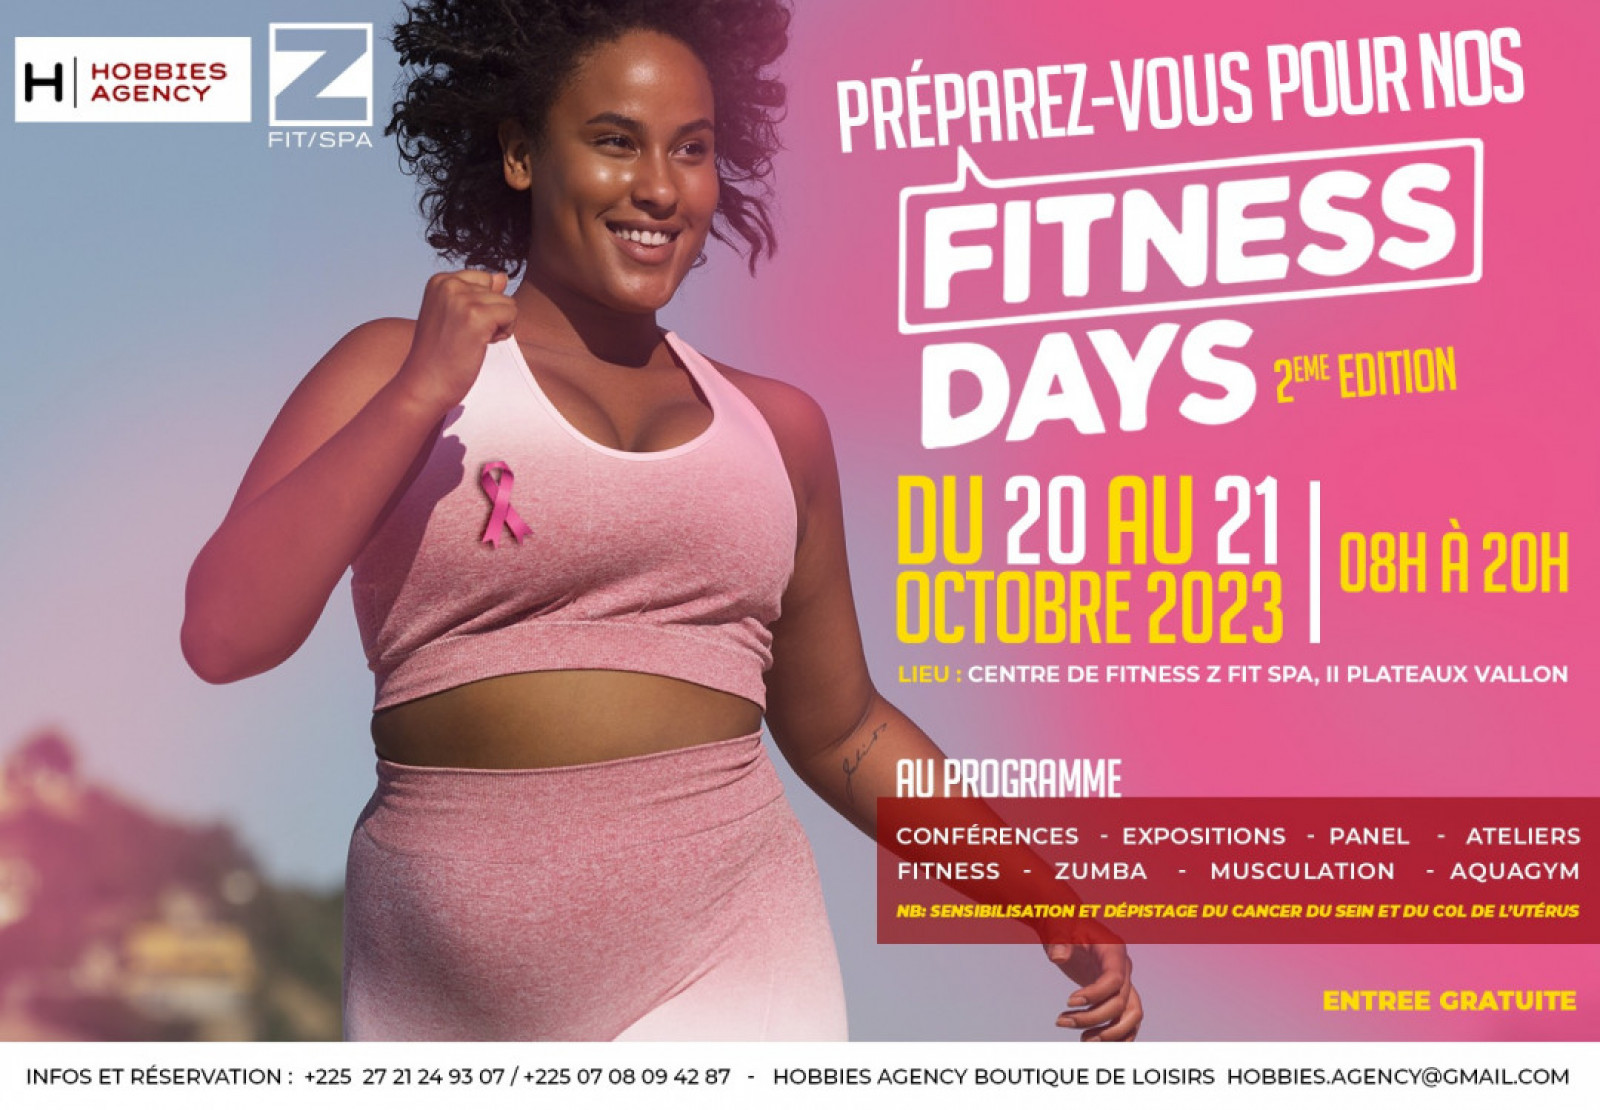 H | HOBBIES
AGENCY
Z
FIT/SPA
PRÉPAREZ-VOUS POUR NOS
FITNESS
DAYS 2EME EDITION
DU 20 AU 21
OCTOBRE 2023
08H À 20H
LIEU : CENTRE DE FITNESS Z FIT SPA, II PLATEAUX VALLON
AU PROGRAMME
CONFÉRENCES - EXPOSITIONS - PANEL - ATELIERS
FITNESS - ZUMBA - MUSCULATION - AQUAGYM
NB: SENSIBILISATION ET DÉPISTAGE DU CANCER DU SEIN ET DU COL DE L'UTÉRUS
ENTREE GRATUITE
INFOS ET RÉSERVATION : +225 27 21 24 93 07 / +225 07 08 09 42 87 - HOBBIES AGENCY BOUTIQUE DE LOISIRS HOBBIES.AGENCY@GMAIL.COM